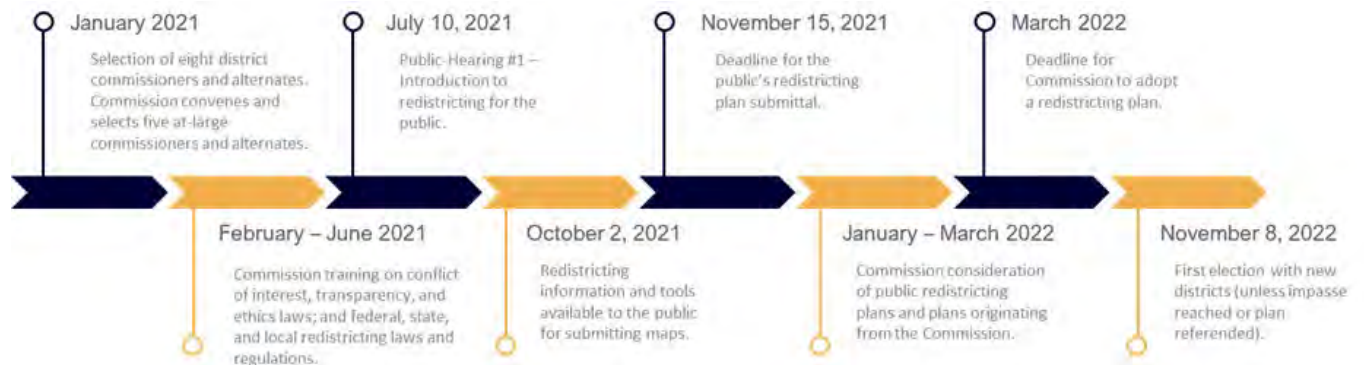 January 2021
Selection of eight district
commissioners and alternates.
Commission convenes and
selects five at-large
commissioners and alternates.
July 10, 2021
Public Hearing #1 –
Introduction to
redistricting for the
public.
November 15, 2021
Deadline for the
public's redistricting
plan submittal.
March 2022
Deadline for
Commission to adopt
a redistricting plan.
February – June 2021
Commission training on conflict
of interest, transparency, and
ethics laws; and federal, state,
and local redistricting laws and
regulations.
October 2, 2021
Redistricting
information and tools
available to the public
for submitting maps.
January – March 2022
Commission consideration
of public redistricting
plans and plans originating
from the Commission.
November 8, 2022
First election with new
districts (unless impasse
reached or plan
referended).